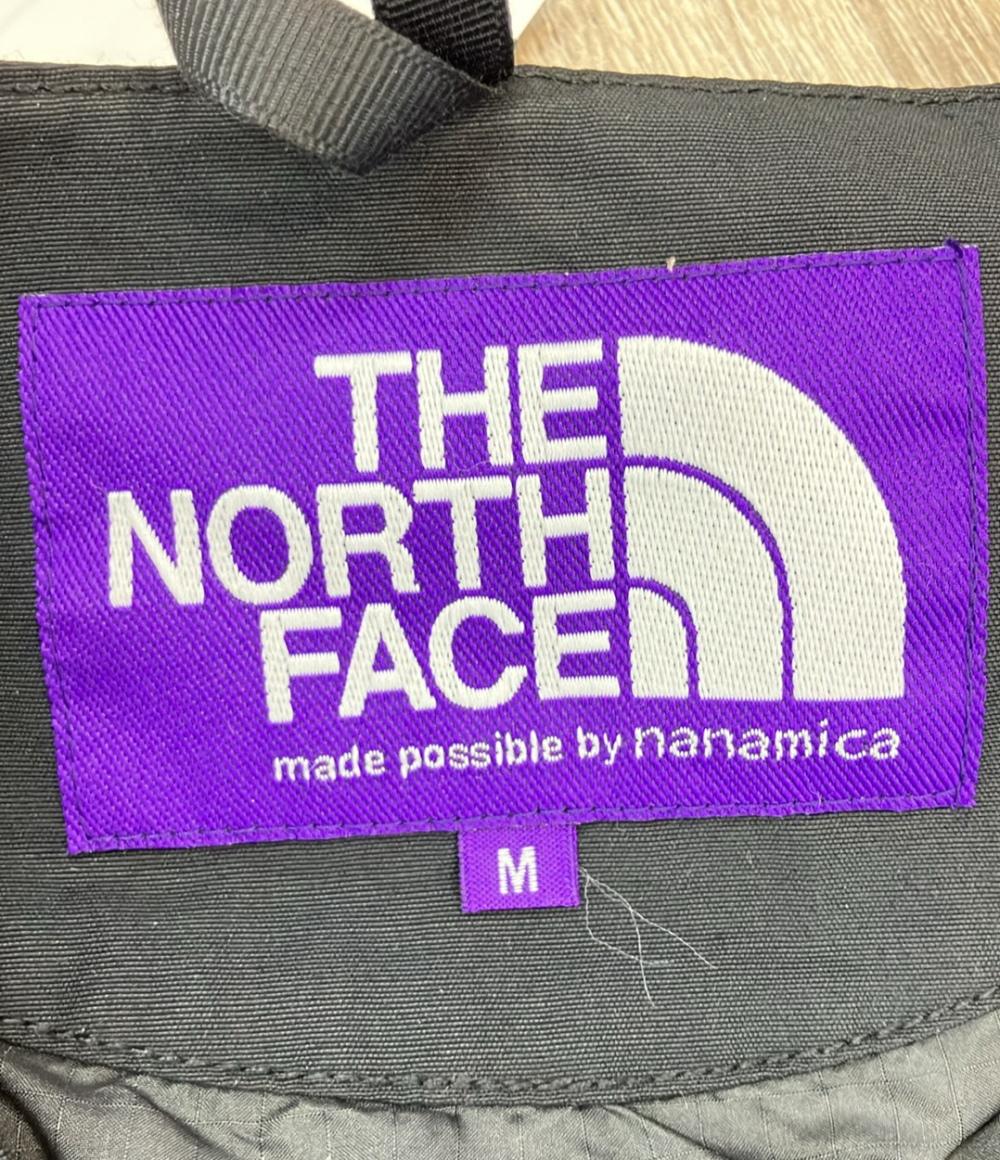 THE
NORTH
FACE
made possible by nanamica
M